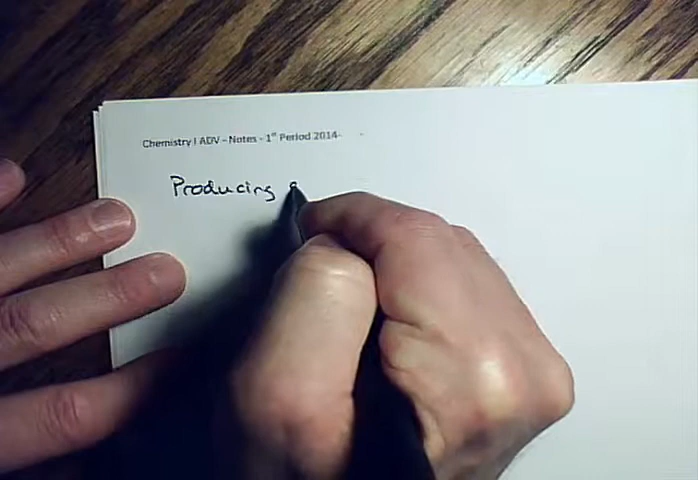 Chemistry I ADV – Notes - 1st Period 2014-
Producing